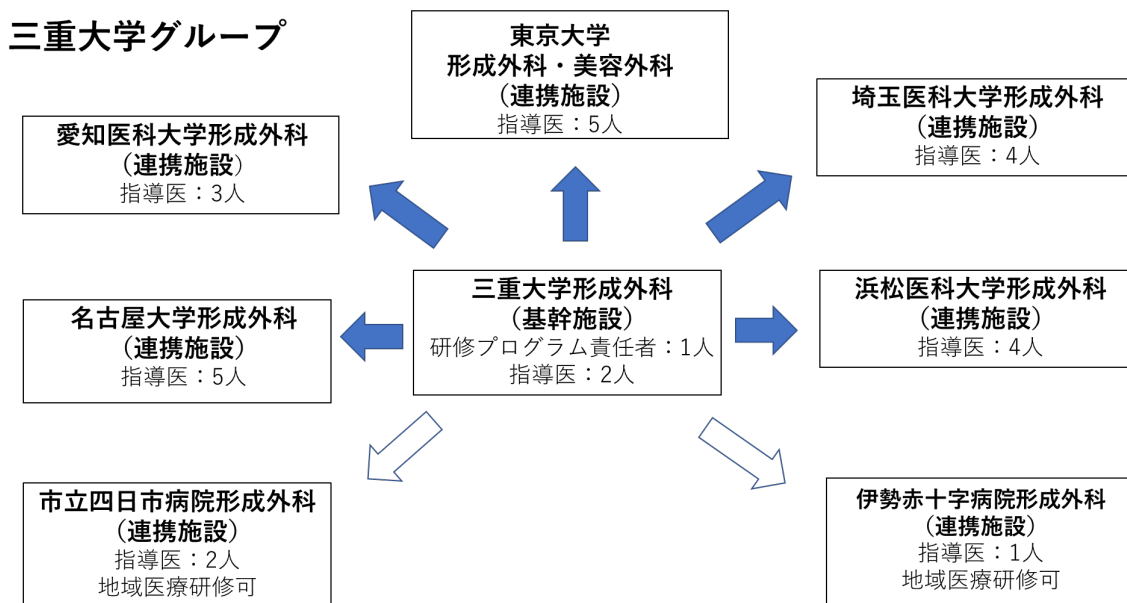 三重大学グループ
東京大学
形成外科・美容外科
(連携施設)
指導医：5人
埼玉医科大学形成外科
(連携施設)
指導医：4人
愛知医科大学形成外科
(連携施設)
指導医：3人
三重大学形成外科
(基幹施設)
研修プログラム責任者：1人
指導医：2人
浜松医科大学形成外科
(連携施設)
指導医：4人
名古屋大学形成外科
(連携施設)
指導医：5人
市立四日市病院形成外科
(連携施設)
指導医：2人
地域医療研修可
伊勢赤十字病院形成外科
(連携施設)
指導医：1人
地域医療研修可